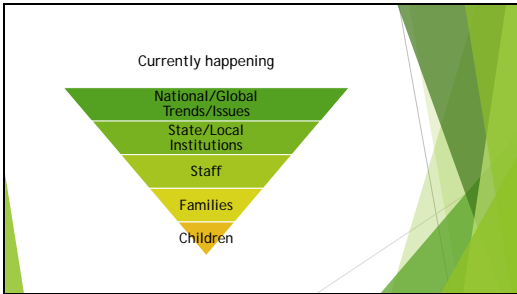 Currently happening
National/Global
Trends/Issues
State/Local
Institutions
Staff
Families
Children